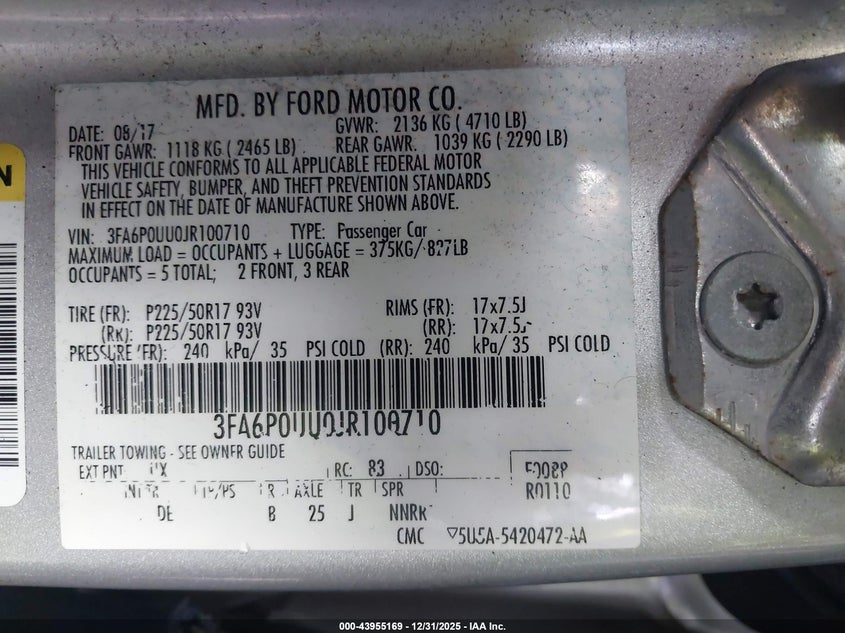 MFD. BY FORD MOTOR CO.
DATE: 08/17 GVWR: 2136 KG ( 4710 LB)
FRONT GAWR: 1118 KG ( 2465 LB) REAR GAWR: 1039 KG ( 2290 LB)
THIS VEHICLE CONFORMS TO ALL APPLICABLE FEDERAL MOTOR
VEHICLE SAFETY, BUMPER, AND THEFT PREVENTION STANDARDS
IN EFFECT ON THE DATE OF MANUFACTURE SHOWN ABOVE.
VIN: 3FA6P0UU0JR100710 TYPE: Passenger Car
MAXIMUM LOAD = OCCUPANTS + LUGGAGE = 375KG/ 827LB
OCCUPANTS = 5 TOTAL; 2 FRONT, 3 REAR
TIRE (FR): P225/50R17 93V RIMS (FR): 17x7.5J
(RR): P225/50R17 93V (RR): 17x7.5J
PRESSURE (FR): 240 kPa/ 35 PSI COLD (RR): 240 kPa/ 35 PSI COLD
3FA6P0UU0JR100710
TRAILER TOWING - SEE OWNER GUIDE
EXT PNT: UX RC: 83 DSO:
INT TR TP/PS R AXLE TR SPR R0110
DE B 25 J NNRR
CMC 5U5A-5420472-AA
N
000-43955169 - 12/31/2025 - IAA Inc.